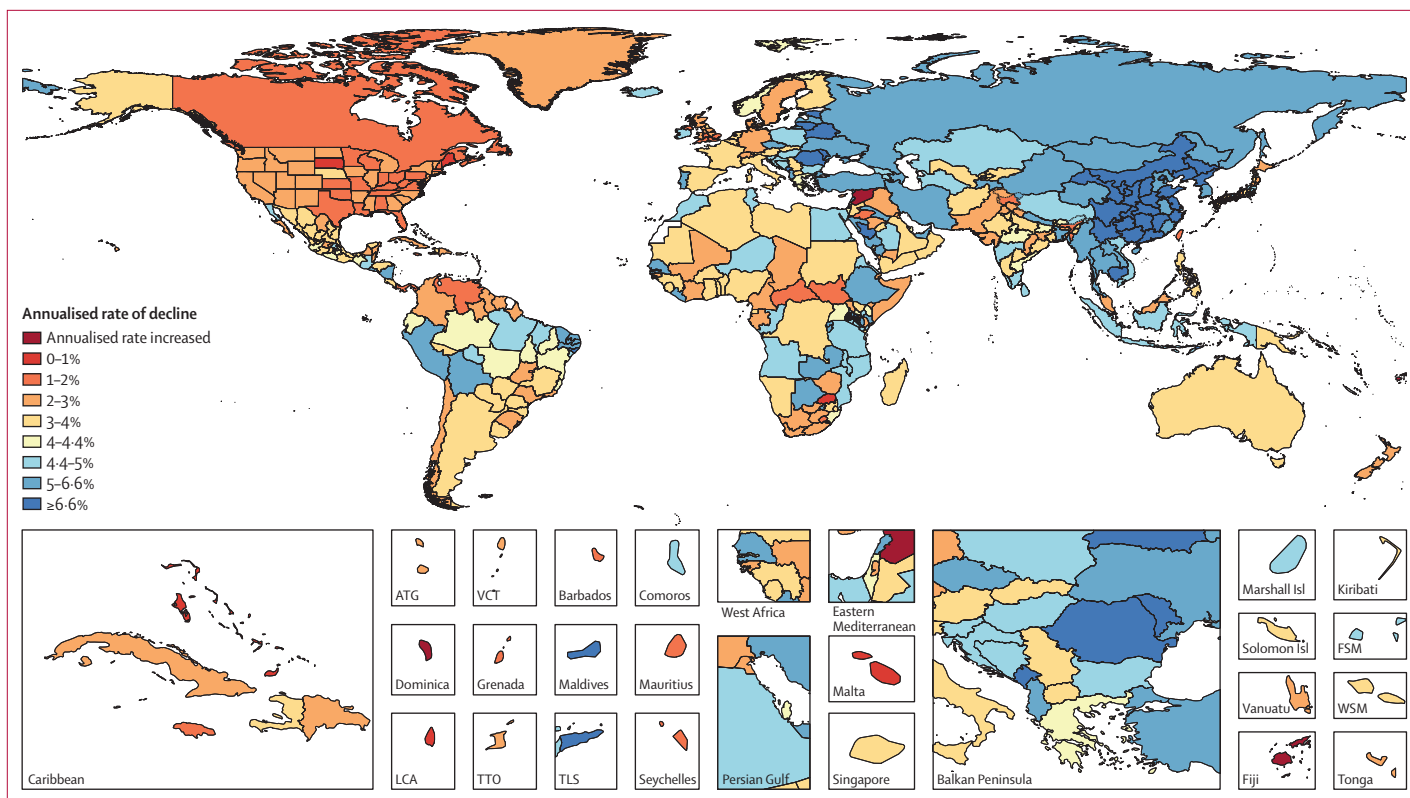 Annualised rate of decline
Annualised rate increased
0–1%
1–2%
2–3%
3–4%
4–4·4%
4·4–5%
5–6·6%
≥6·6%
Caribbean
ATG
VCT
Barbados
Comoros
West Africa
Eastern
Mediterranean
Dominica
Grenada
Maldives
Mauritius
LCA
TTO
TLS
Seychelles
Persian Gulf
Malta
Singapore
Balkan Peninsula
Marshall Isl
Kiribati
Solomon Isl
FSM
Vanuatu
WSM
Fiji
Tonga